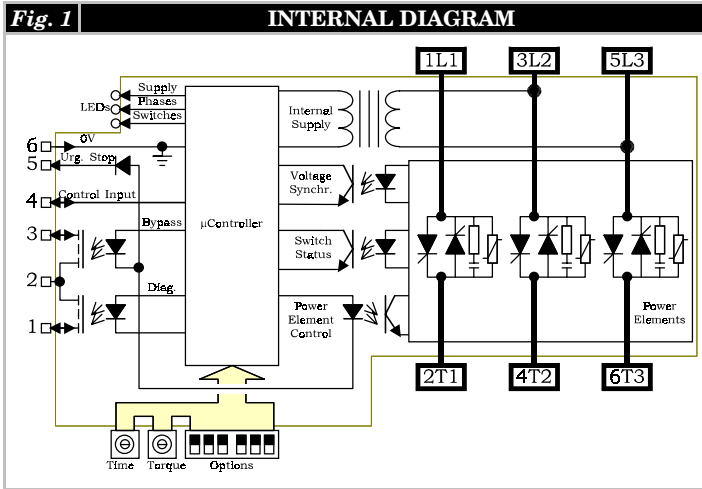 Fig. 1 INTERNAL DIAGRAM
1L1 3L2 5L3
Supply
LEDs Phases
Switches
Internal
Supply
6 0V
5 Urg. Stop
4 Control Input
Voltage
Synchr.
3 Bypass
µController
Switch
Status
2
Diag.
1
Power
Element
Control
Power
Elements
2T1 4T2 6T3
Time Torque Options